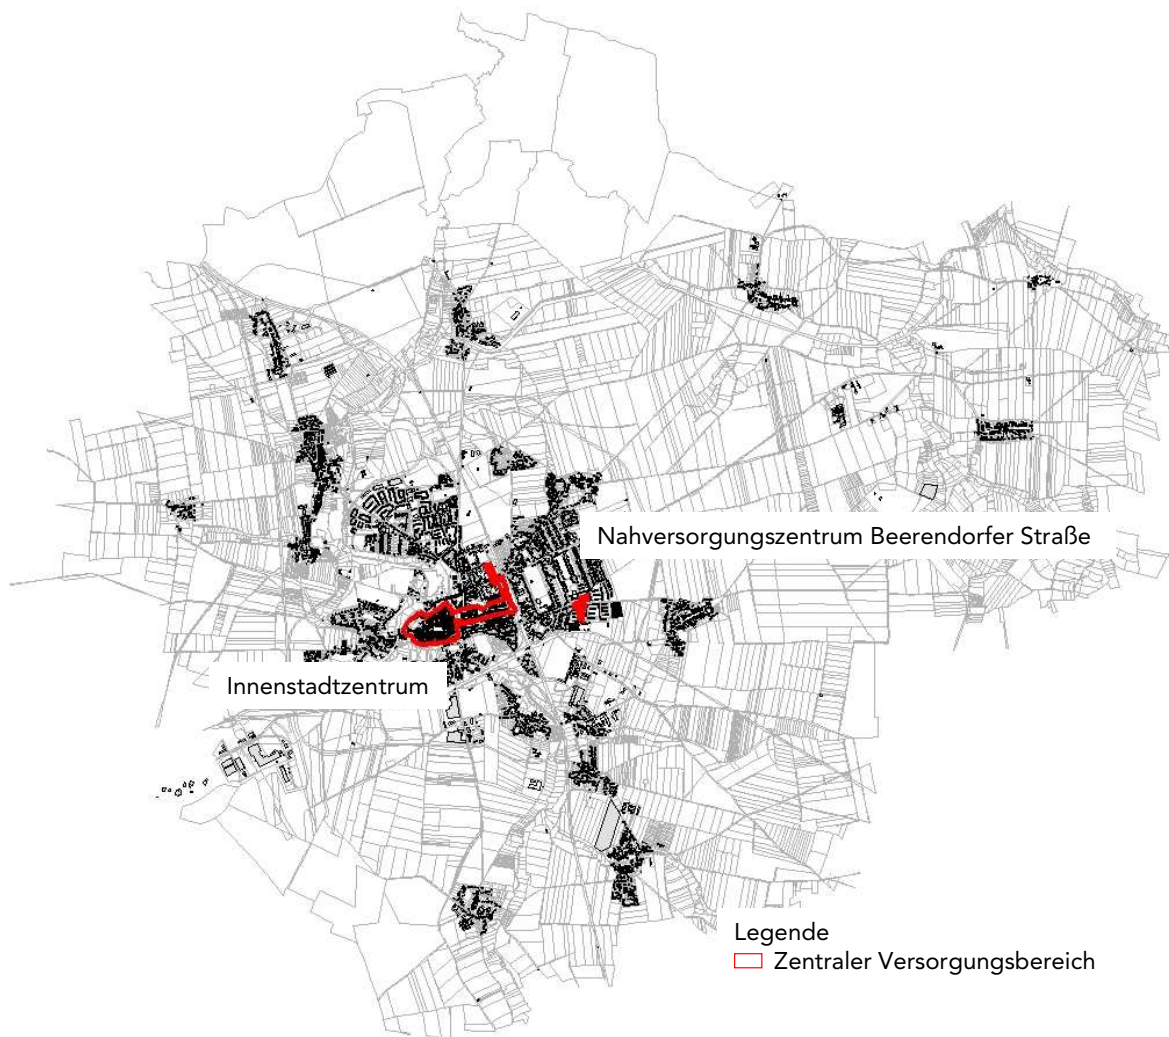 Nahversorgungszentrum Beerendorfer Straße
Innenstadtzentrum
Legende
Zentraler Versorgungsbereich